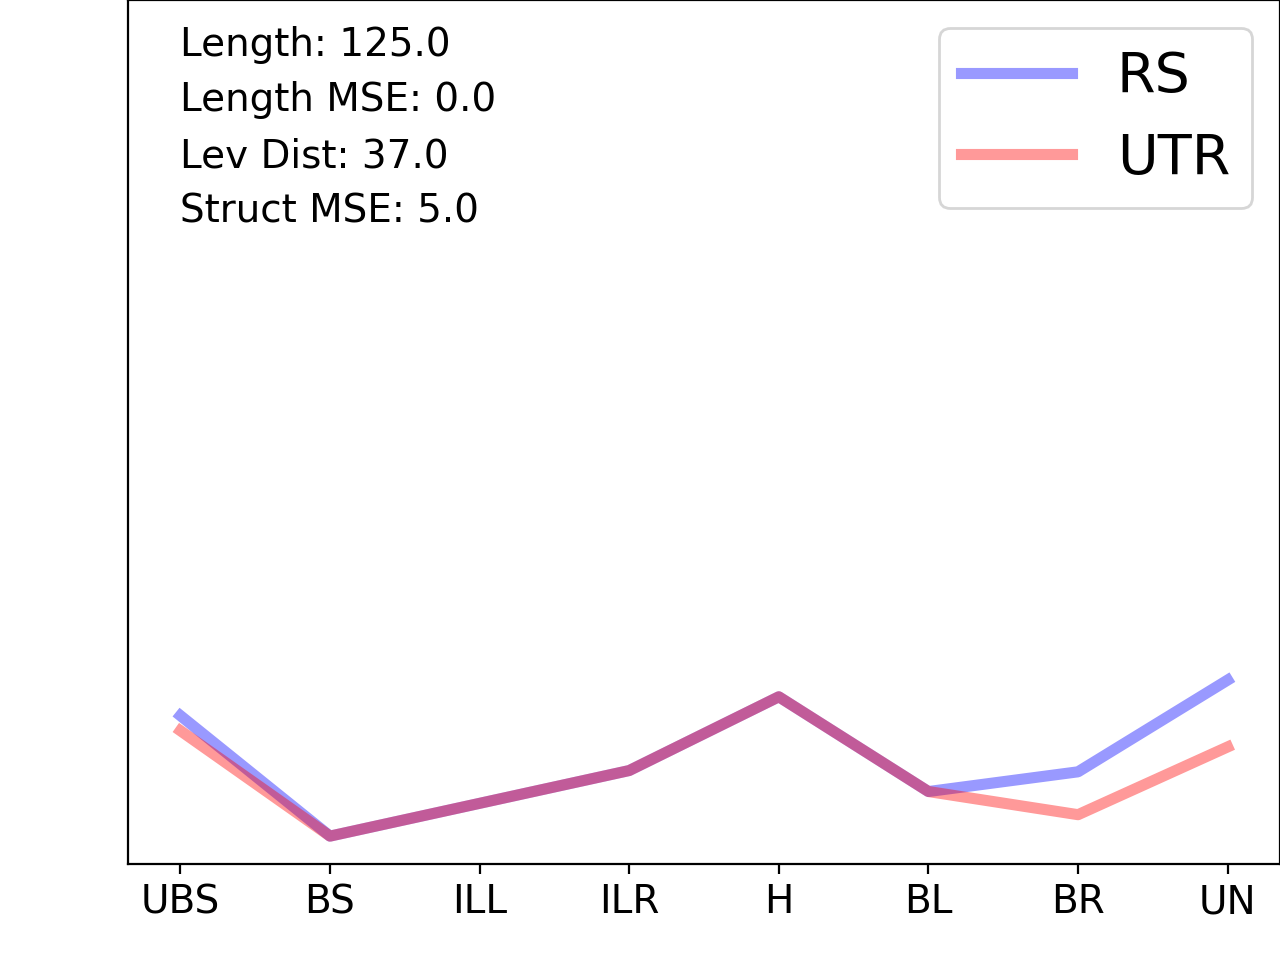 Length: 125.0
Length MSE: 0.0
Lev Dist: 37.0
Struct MSE: 5.0
RS
UTR
UBS BS ILL ILR H BL BR UN